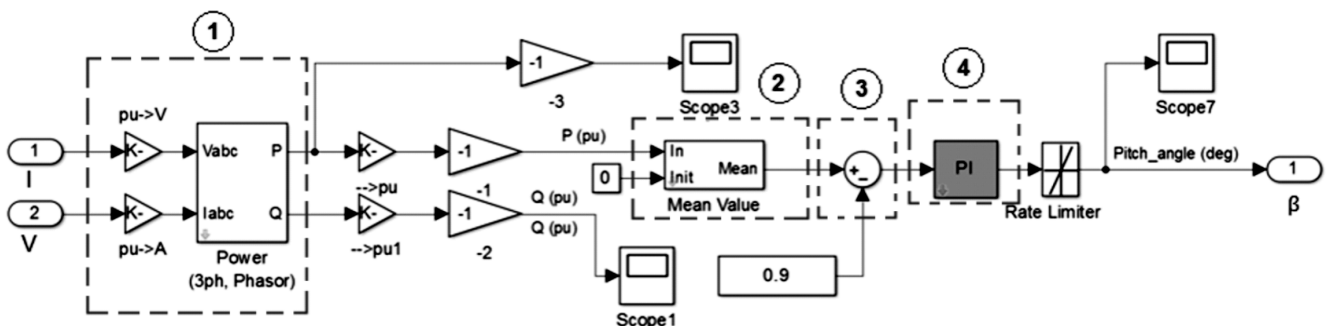 1
2
3
4
pu->V
-1
-3
Scope3
Scope7
1
I
K-
Vabc
P
K-
-->pu
-1
-1
P (pu)
In
Init
Mean
Mean Value
0
+
-
PI
Rate Limiter
Pitch_angle (deg)
1
β
2
V
K-
pu->A
Iabc
Q
Power
(3ph, Phasor)
K-
-->pu1
-1
-2
Q (pu)
Q (pu)
Scope1
0.9